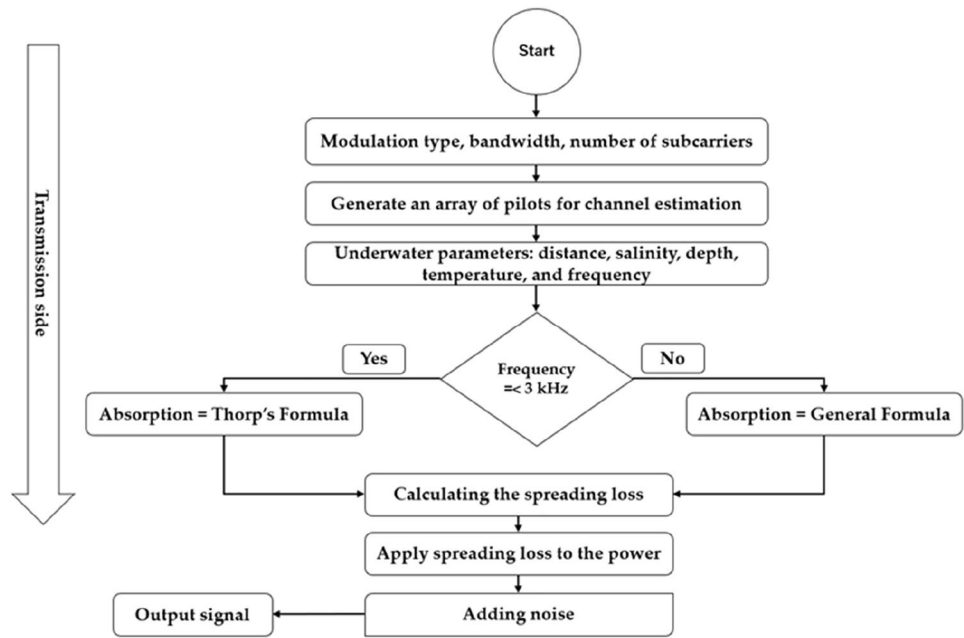 Start
Modulation type, bandwidth, number of subcarriers
Generate an array of pilots for channel estimation
Underwater parameters: distance, salinity, depth,
temperature, and frequency
Transmission side
Yes
No
Frequency
=< 3 kHz
Absorption = Thorp's Formula
Absorption = General Formula
Calculating the spreading loss
Apply spreading loss to the power
Output signal
Adding noise